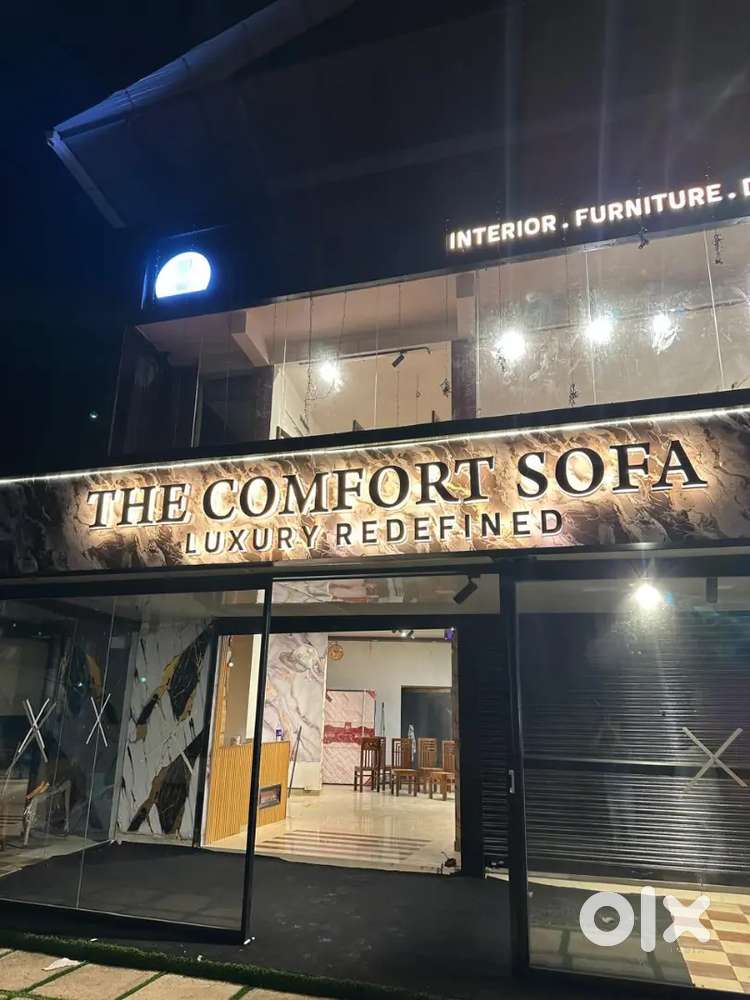 INTERIOR . FURNITURE .
THE COMFORT SOFA
LUXURY REDEFINED
olx